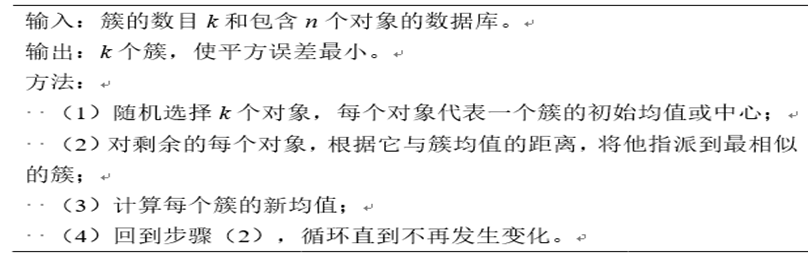 输入：簇的数目 k 和包含 n 个对象的数据库。
输出：k 个簇，使平方误差最小。
方法：
（1）随机选择 k 个对象，每个对象代表一个簇的初始均值或中心；
（2）对剩余的每个对象，根据它与簇均值的距离，将他指派到最相似
的簇；
（3）计算每个簇的新均值；
（4）回到步骤（2），循环直到不再发生变化。